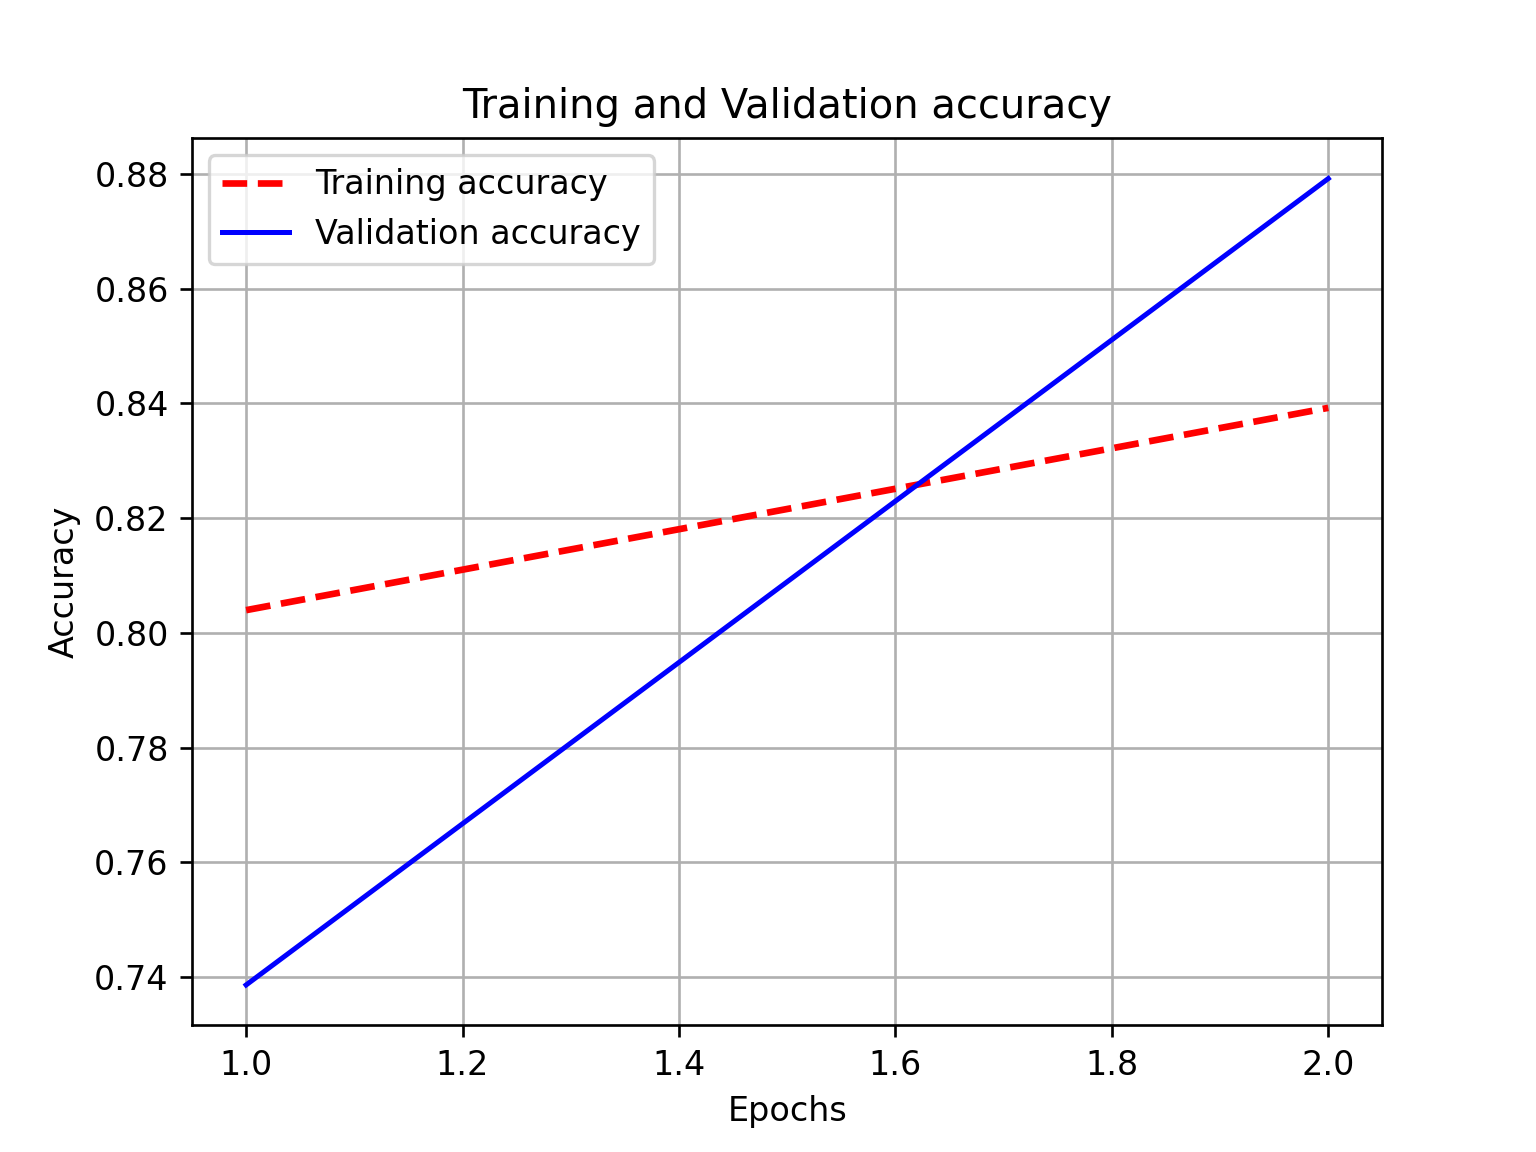 Training and Validation accuracy
Training accuracy
Validation accuracy
0.88
0.86
0.84
0.82
0.80
0.78
0.76
0.74
Accuracy
1.0 1.2 1.4 1.6 1.8 2.0
Epochs